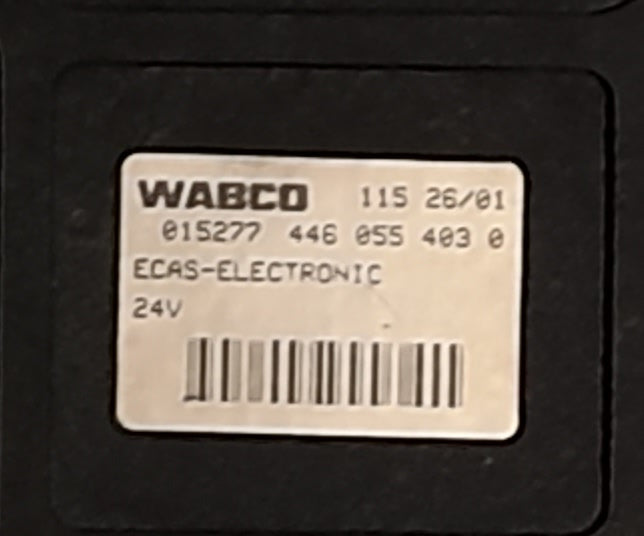 WABCO 115 26/01
015277 446 055 403 0
ECAS-ELECTRONIC
24V